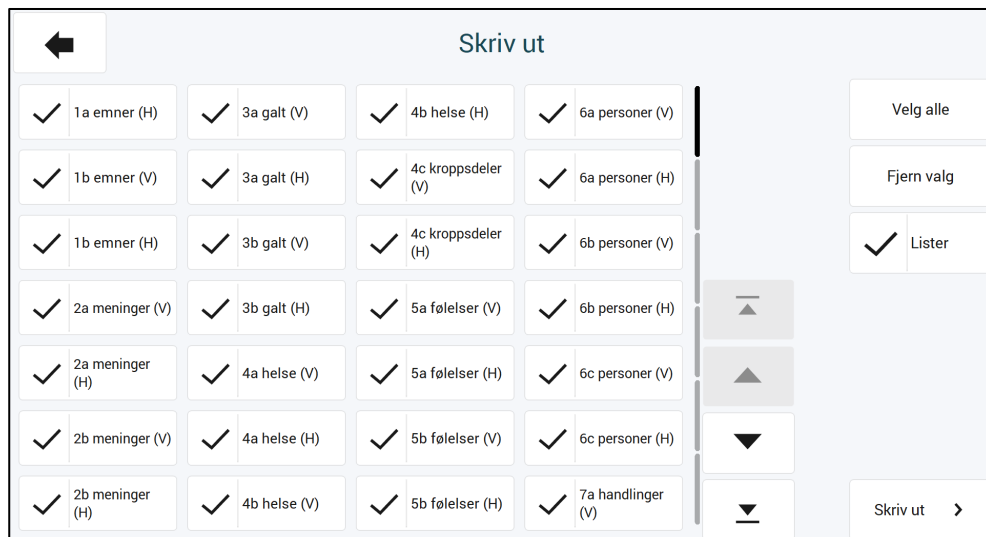 Skriv ut
1a emner (H)
3a galt (V)
4b helse (H)
6a personer (V)
Velg alle
1b emner (V)
3a galt (H)
4c kroppsdeler
(V)
6a personer (H)
Fjern valg
1b emner (H)
3b galt (V)
4c kroppsdeler
(H)
6b personer (V)
Lister
2a meninger (V)
3b galt (H)
5a følelser (V)
6b personer (H)
2a meninger
(H)
4a helse (V)
5a følelser (H)
6c personer (V)
2b meninger (V)
4a helse (H)
5b følelser (V)
6c personer (H)
2b meninger
(H)
4b helse (V)
5b følelser (H)
7a handlinger
(V)
Skriv ut